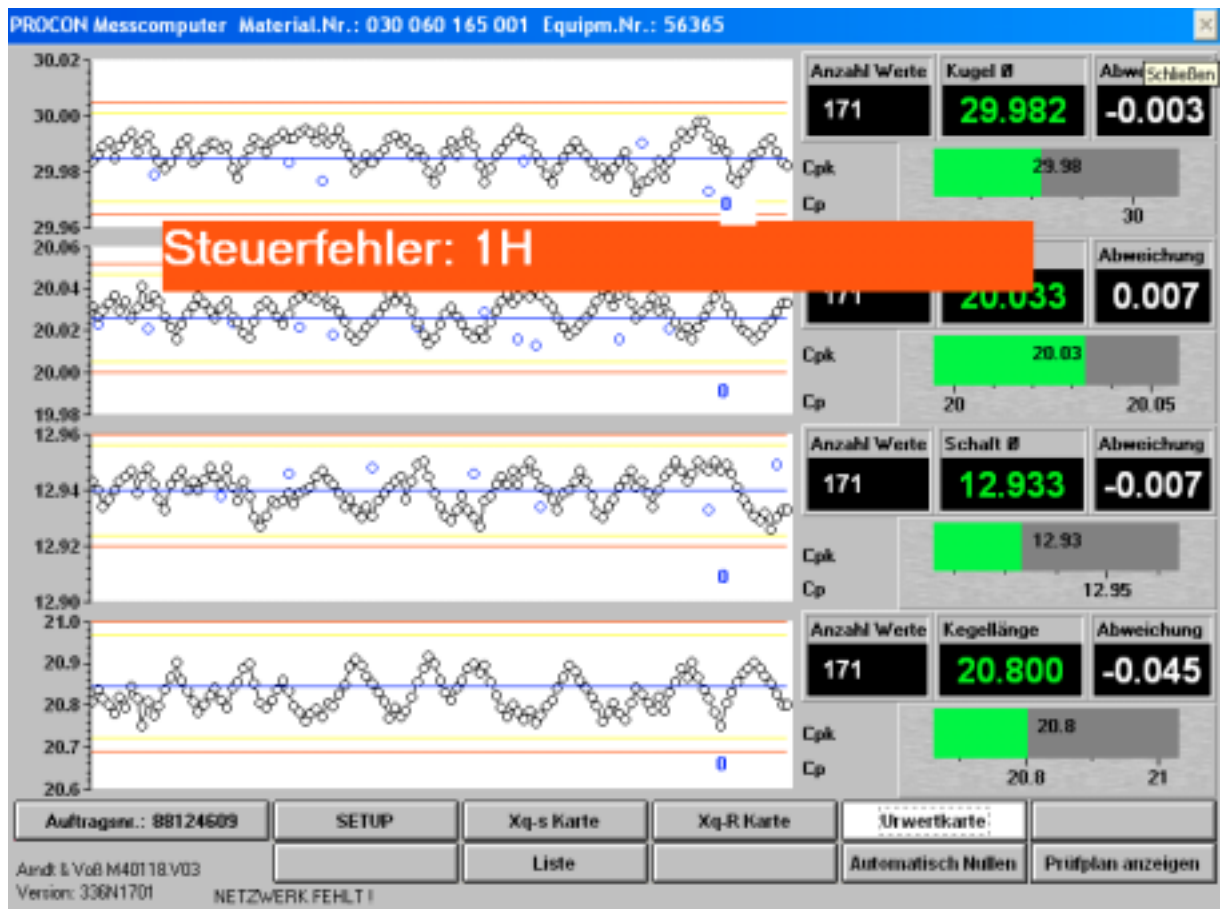 PROCON Messcomputer Material.Nr.: 030 060 165 001 Equipm.Nr.: 56365
30.02
30.00
29.98
29.96
Anzahl Werte Kugel Ø
Schließen
171 29.982 -0.003
Cpk 29.98
Cp 30
Steuerfehler: 1H
20.06
20.04
20.02
20.00
19.98
Abweichung
171 20.033 0.007
Cpk 20.03
Cp 20 20.05
12.96
12.94
12.92
12.90
Anzahl Werte Schaft Ø Abweichung
171 12.933 -0.007
Cpk 12.93
Cp 12.95
21.0
20.9
20.8
20.7
20.6
Anzahl Werte Kegellänge Abweichung
171 20.800 -0.045
Cpk 20.8
Cp 20.8 21
Auftragsnr.: 88124609 SETUP Xq-s Karte Xq-R Karte Urwertkarte
Liste Automatisch Nullen Prüfplan anzeigen
Arndt & Voß M40118.V03
Version: 336N1701 NETZWERK FEHLT !